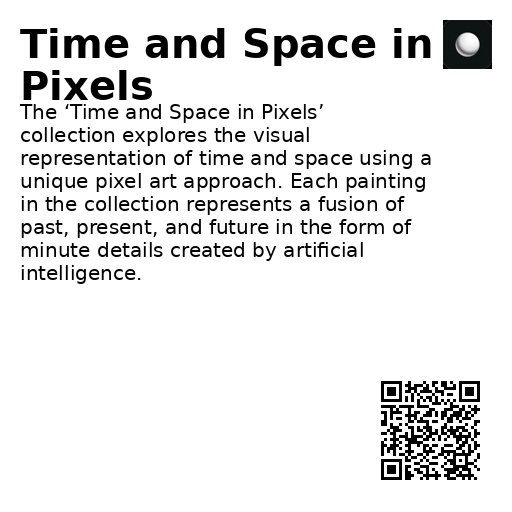 Time and Space in
Pixels
The ‘Time and Space in Pixels’
collection explores the visual
representation of time and space using a
unique pixel art approach. Each painting
in the collection represents a fusion of
past, present, and future in the form of
minute details created by artificial
intelligence.